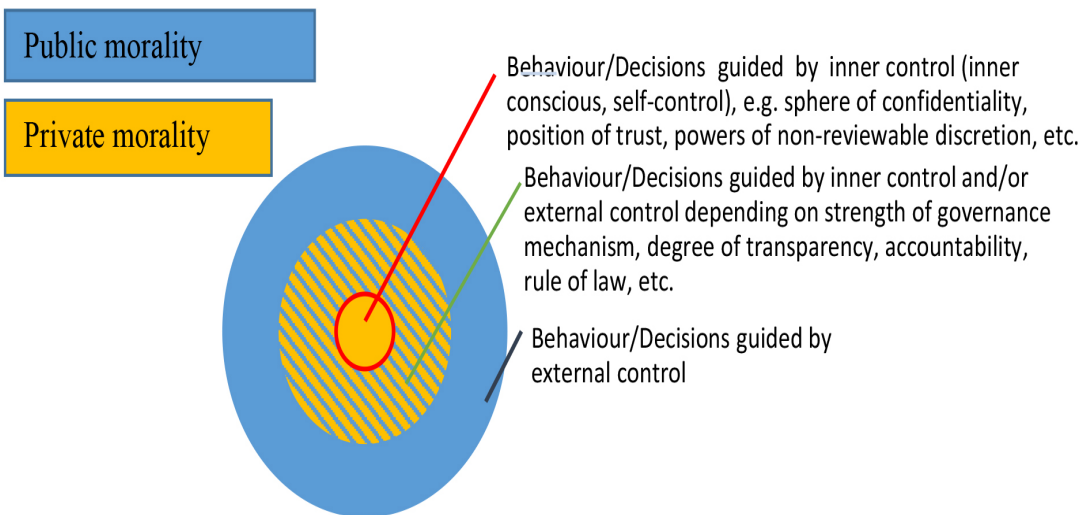 Public morality
Private morality
Behaviour/Decisions guided by inner control (inner
conscious, self-control), e.g. sphere of confidentiality,
position of trust, powers of non-reviewable discretion, etc.
Behaviour/Decisions guided by inner control and/or
external control depending on strength of governance
mechanism, degree of transparency, accountability,
rule of law, etc.
Behaviour/Decisions guided by
external control